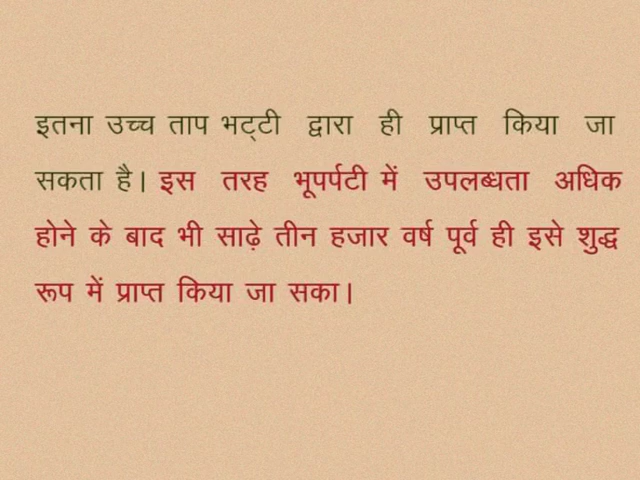 इतना उच्च ताप भट्टी द्वारा ही प्राप्त किया जा
सकता है। इस तरह भूपर्पटी में उपलब्धता अधिक
होने के बाद भी साढ़े तीन हजार वर्ष पूर्व ही इसे शुद्ध
रूप में प्राप्त किया जा सका।